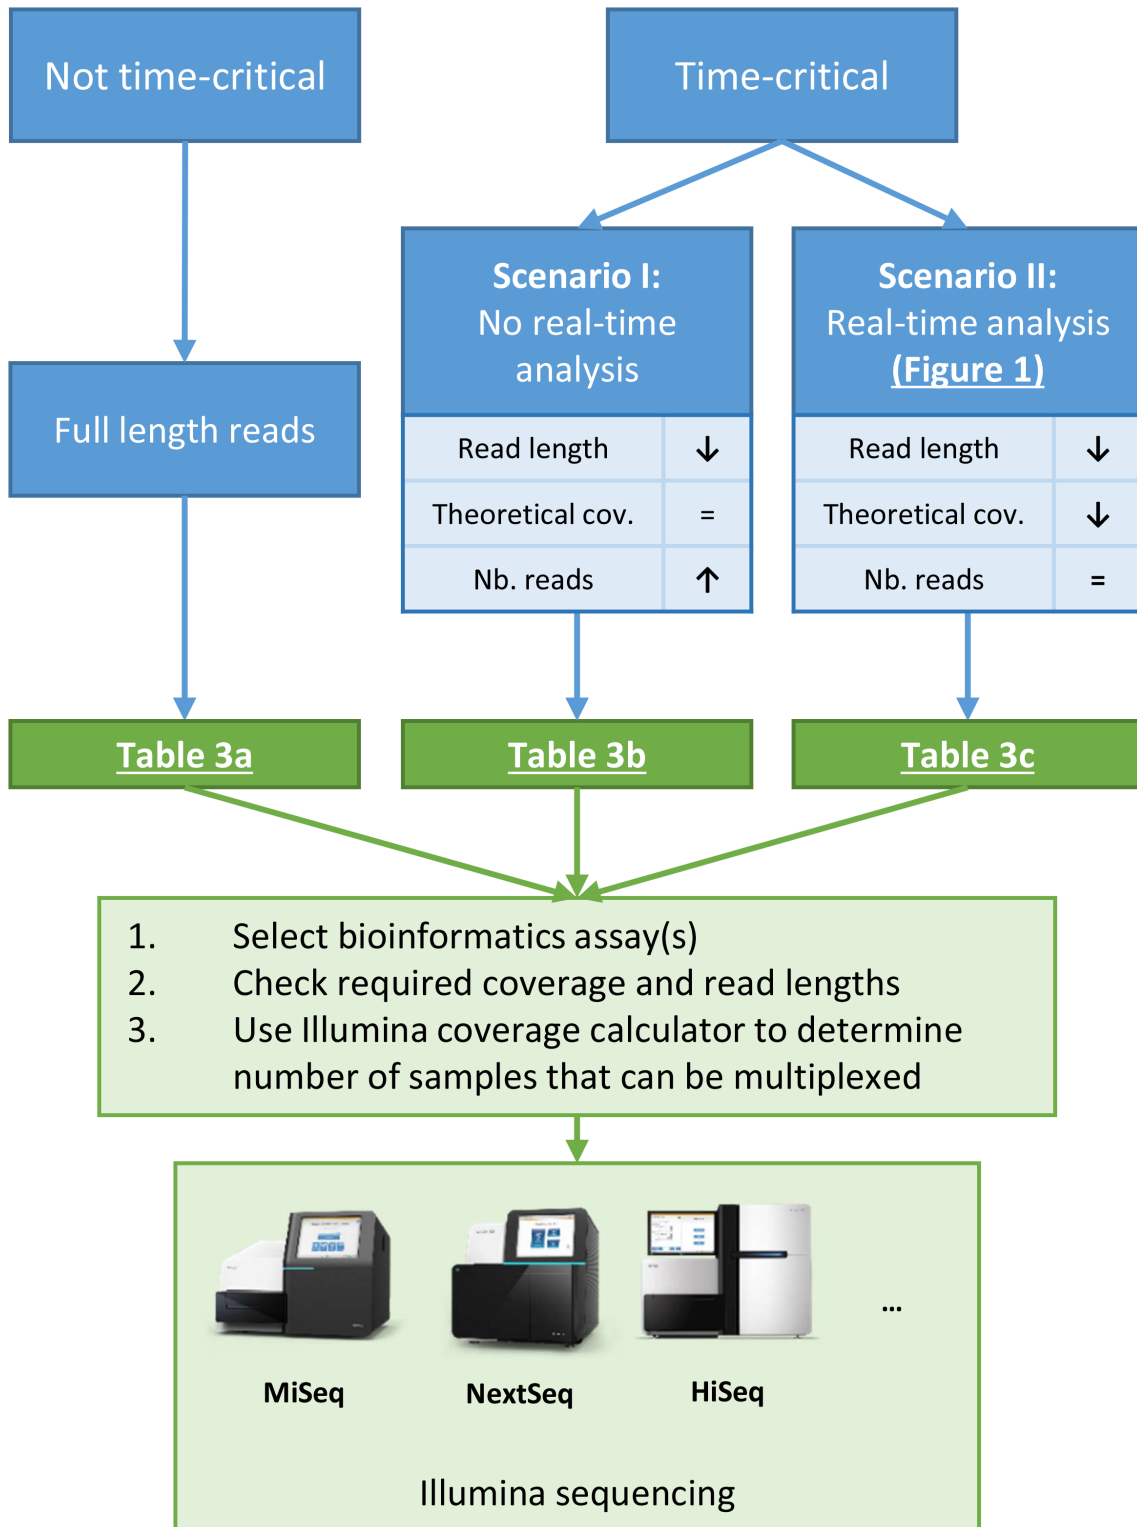 Not time-critical
Time-critical
Scenario I:
No real-time
analysis
Scenario II:
Real-time analysis
(Figure 1)
Full length reads
Read length ↓
Theoretical cov. =
Nb. reads ↑
Read length ↓
Theoretical cov. ↓
Nb. reads =
Table 3a
Table 3b
Table 3c
1. Select bioinformatics assay(s)
2. Check required coverage and read lengths
3. Use Illumina coverage calculator to determine
number of samples that can be multiplexed
...
MiSeq
NextSeq
HiSeq
Illumina sequencing